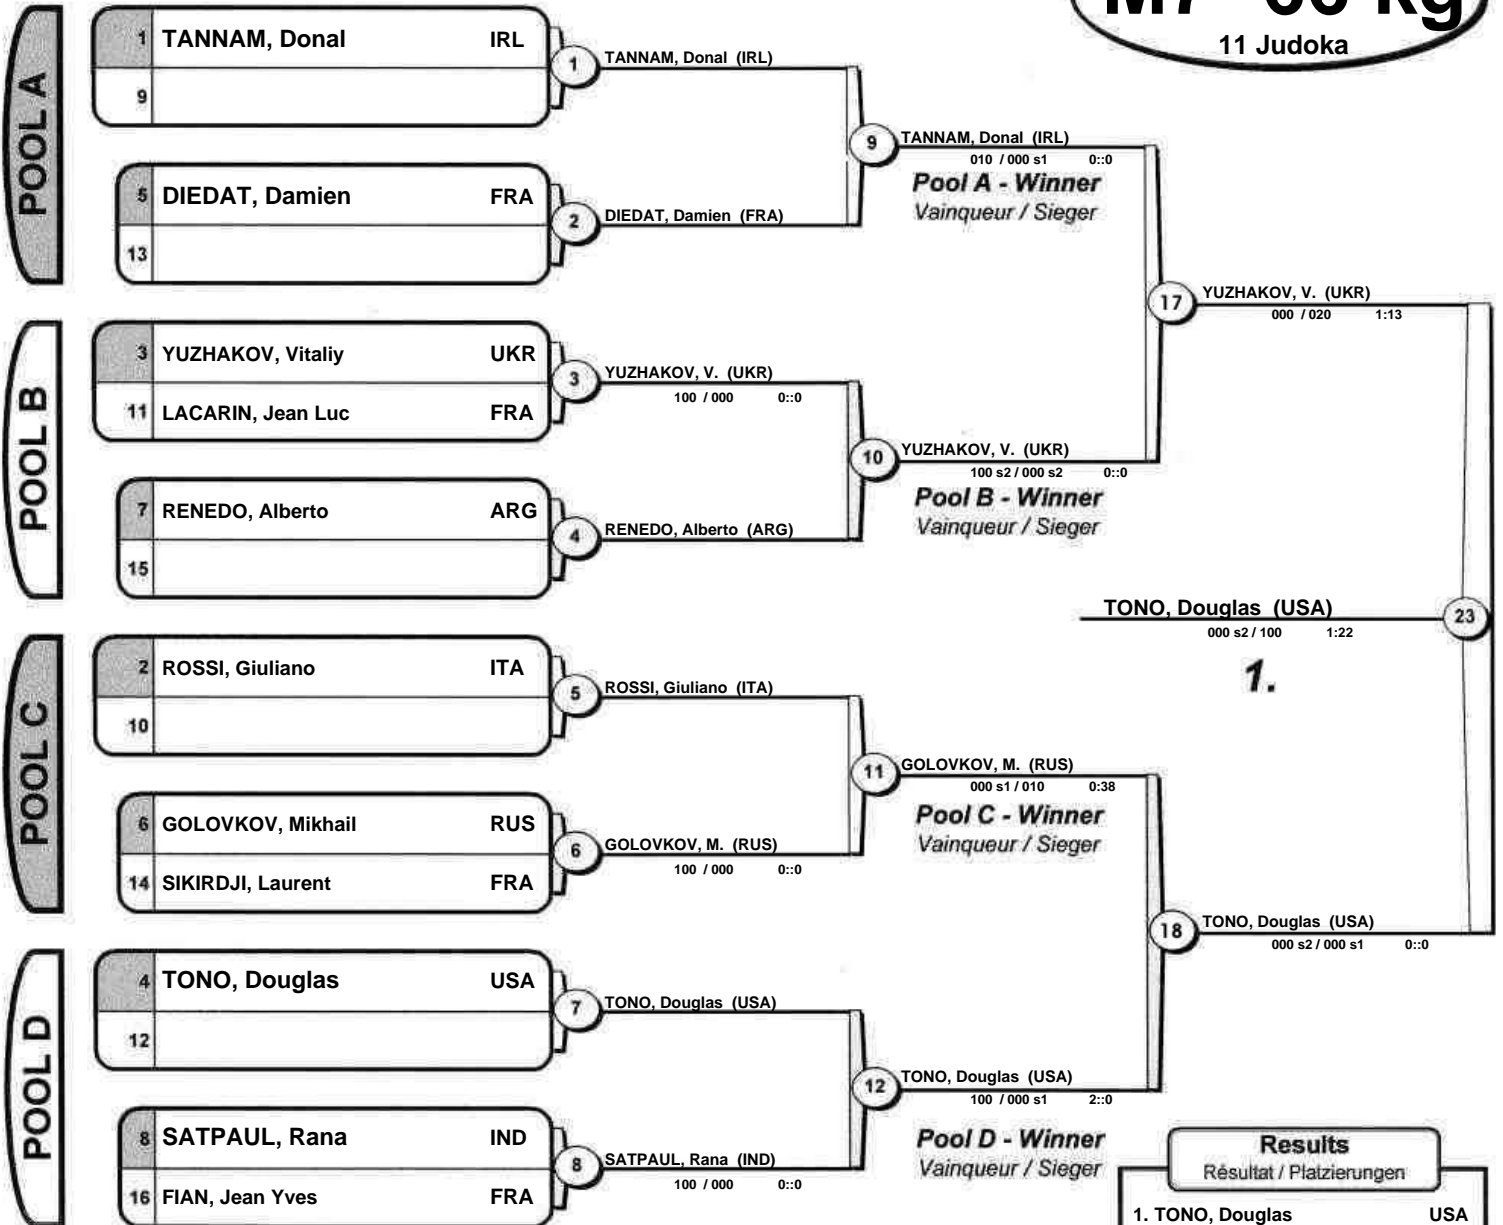 M7 -66 kg
11 Judoka
POOL A
1 TANNAM, Donal IRL
9
5 DIEDAT, Damien FRA
13
1 TANNAM, Donal (IRL)
2 DIEDAT, Damien (FRA)
9 TANNAM, Donal (IRL)
010 / 000 s1 0::0
Pool A - Winner
Vainqueur / Sieger
POOL B
3 YUZHAKOV, Vitaliy UKR
11 LACARIN, Jean Luc FRA
7 RENEDO, Alberto ARG
15
3 YUZHAKOV, V. (UKR)
100 / 000 0::0
4 RENEDO, Alberto (ARG)
10 YUZHAKOV, V. (UKR)
100 s2 / 000 s2 0::0
Pool B - Winner
Vainqueur / Sieger
17 YUZHAKOV, V. (UKR)
000 / 020 1:13
TONO, Douglas (USA) 23
000 s2 / 100 1:22
1.
POOL C
2 ROSSI, Giuliano ITA
10
6 GOLOVKOV, Mikhail RUS
14 SIKIRDJI, Laurent FRA
5 ROSSI, Giuliano (ITA)
6 GOLOVKOV, M. (RUS)
100 / 000 0::0
11 GOLOVKOV, M. (RUS)
000 s1 / 010 0:38
Pool C - Winner
Vainqueur / Sieger
POOL D
4 TONO, Douglas USA
12
8 SATPAUL, Rana IND
16 FIAN, Jean Yves FRA
7 TONO, Douglas (USA)
8 SATPAUL, Rana (IND)
100 / 000 0::0
12 TONO, Douglas (USA)
100 / 000 s1 2::0
Pool D - Winner
Vainqueur / Sieger
18 TONO, Douglas (USA)
000 s2 / 000 s1 0::0
Results
Résultat / Platzierungen
1. TONO, Douglas USA